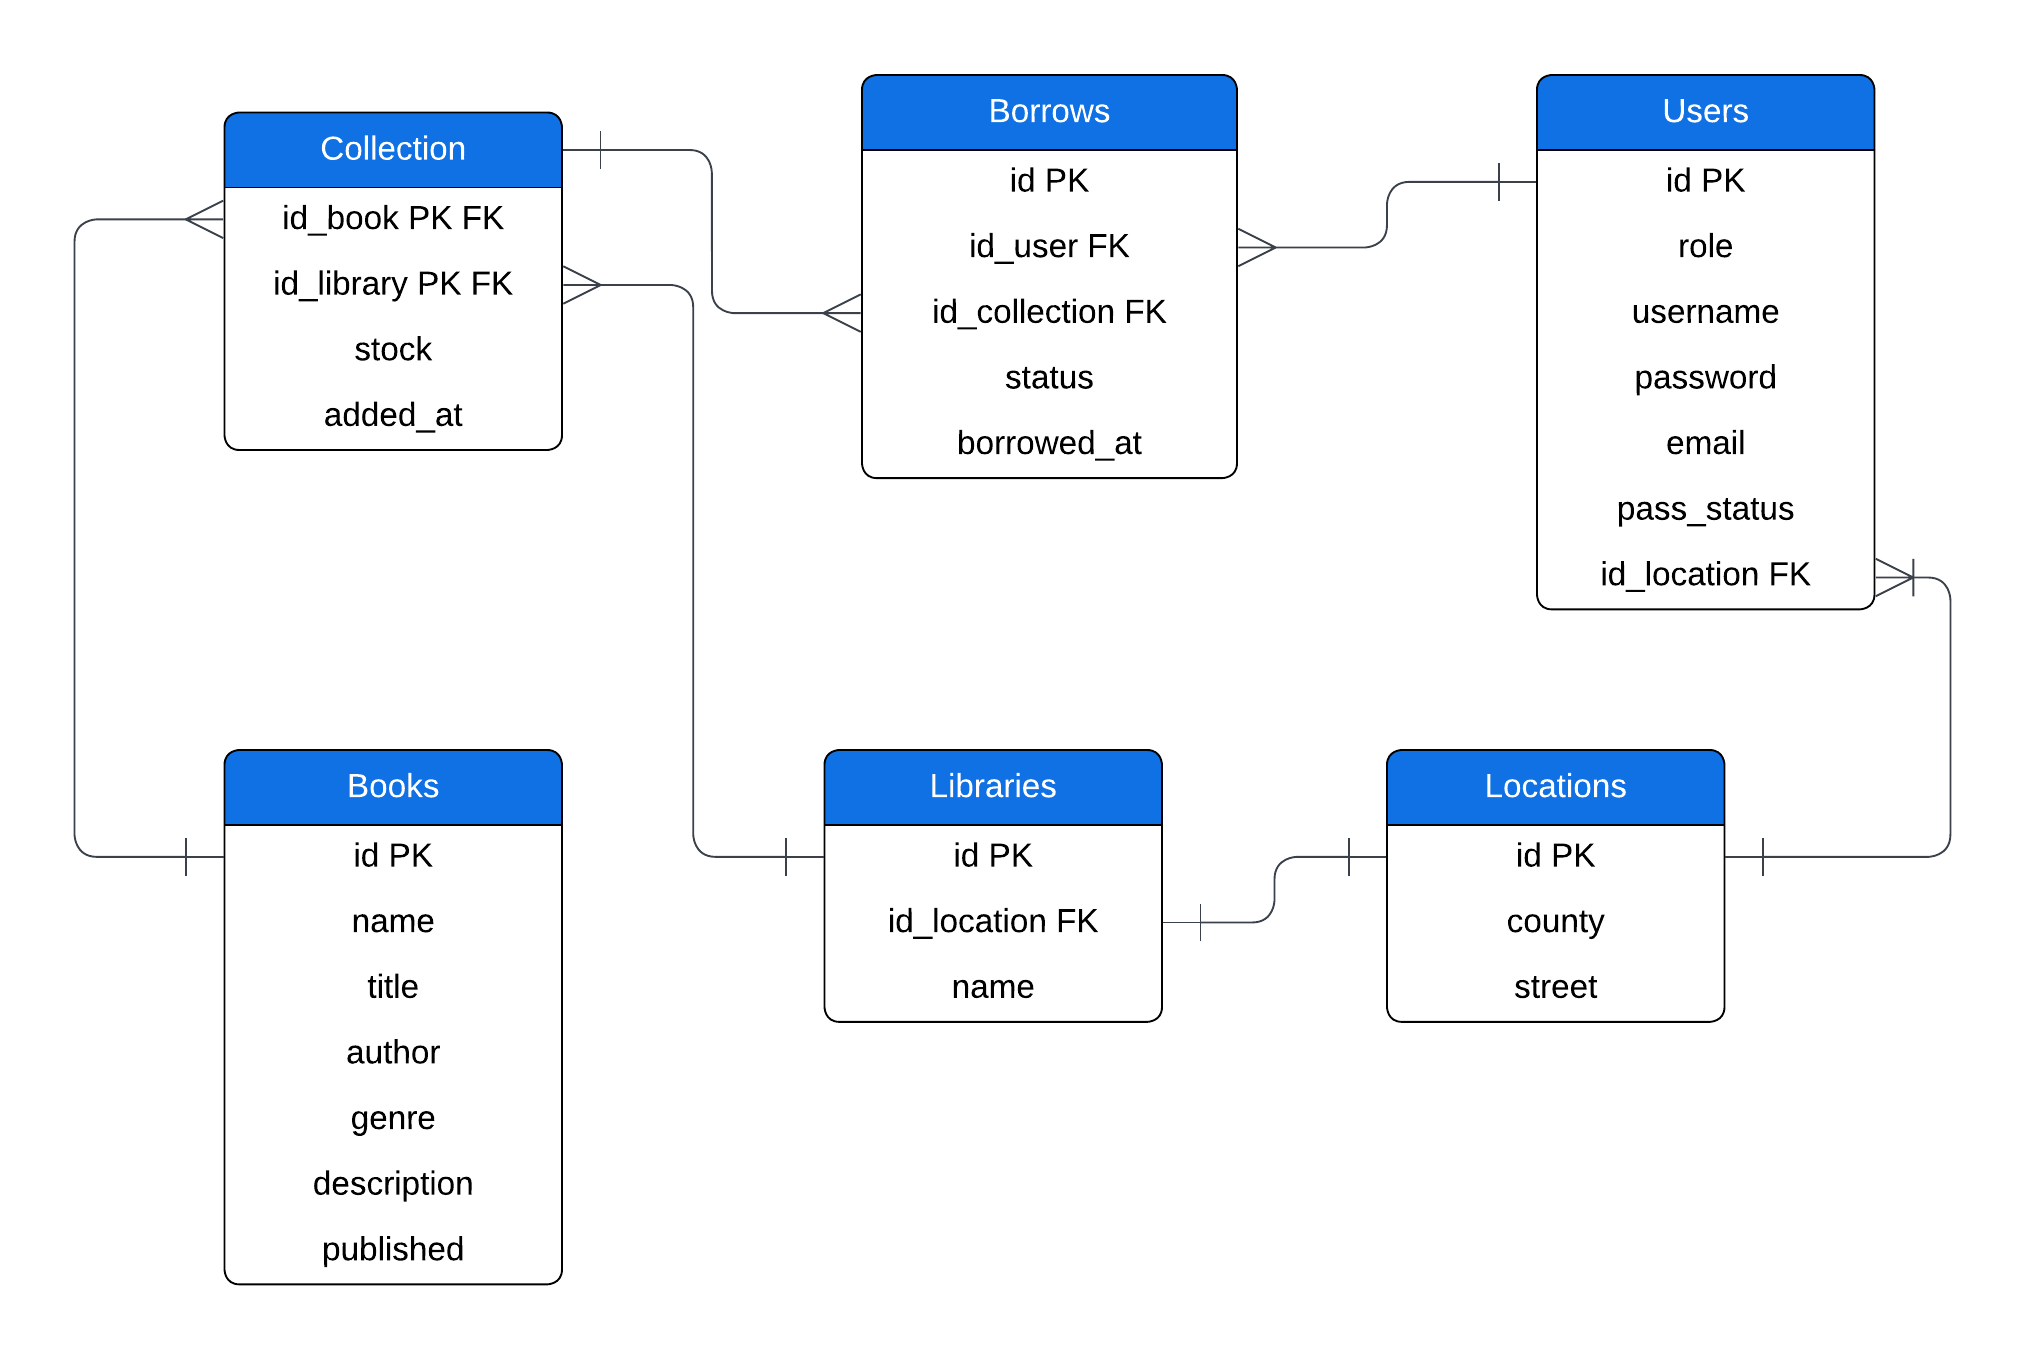 Collection
id_book PK FK
id_library PK FK
stock
added_at
Borrows
id PK
id_user FK
id_collection FK
status
borrowed_at
Users
id PK
role
username
password
email
pass_status
id_location FK
Books
id PK
name
title
author
genre
description
published
Libraries
id PK
id_location FK
name
Locations
id PK
county
street